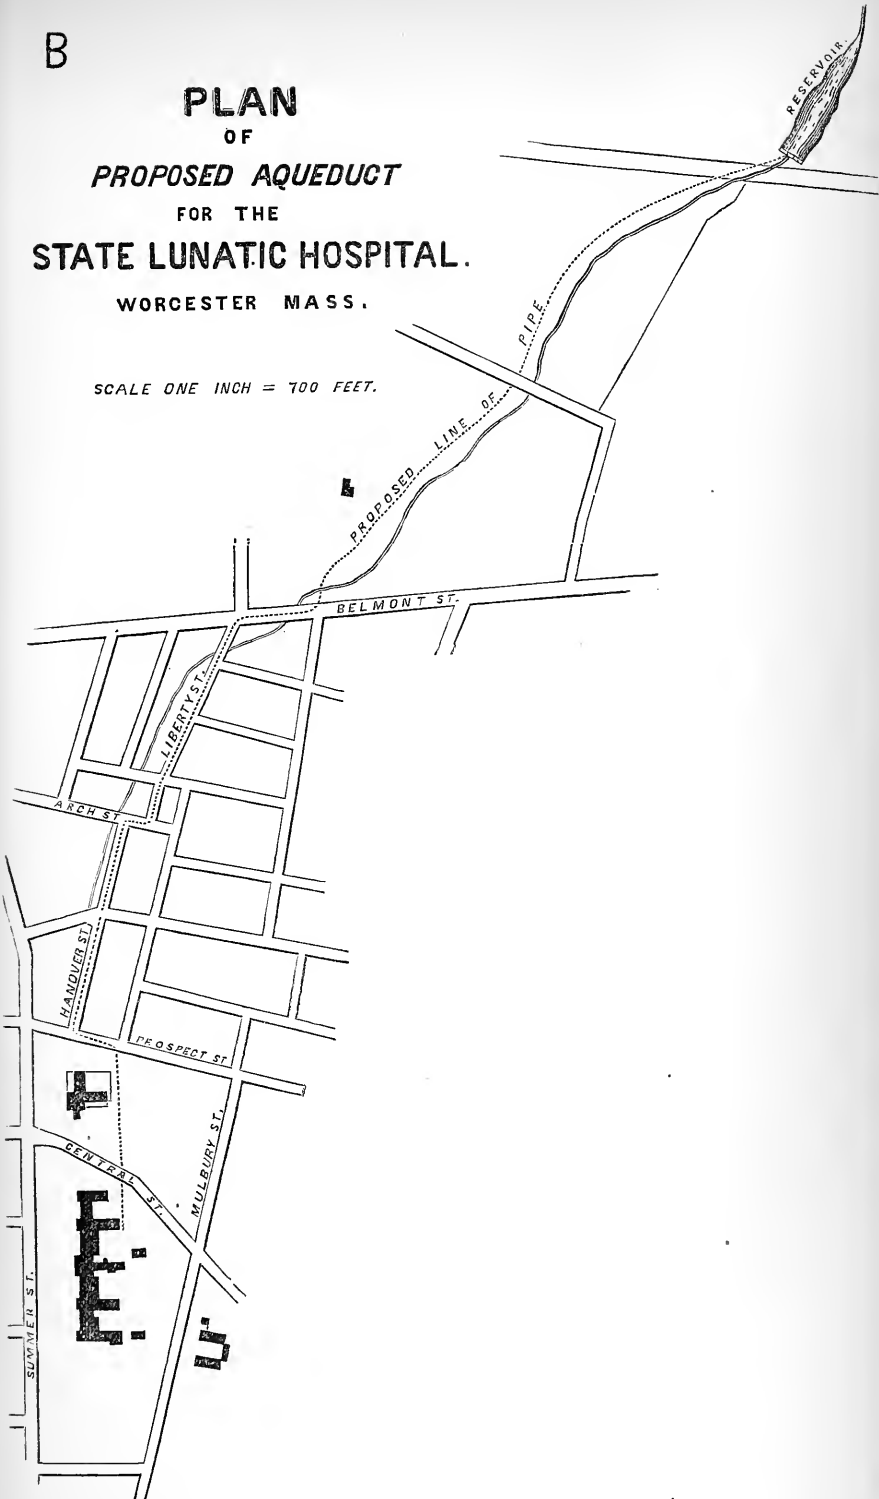 B
PLAN
OF
PROPOSED AQUEDUCT
FOR THE
STATE LUNATIC HOSPITAL.
WORCESTER MASS.
SCALE ONE INCH = 700 FEET.
RESERVOIR.
PROPOSED LINE OF PIPE
BELMONT ST.
LIBERTY ST.
ARCH ST
HANOVER ST.
PROSPECT ST
CENTRAL ST.
MULBURY ST.
SUMMER ST.